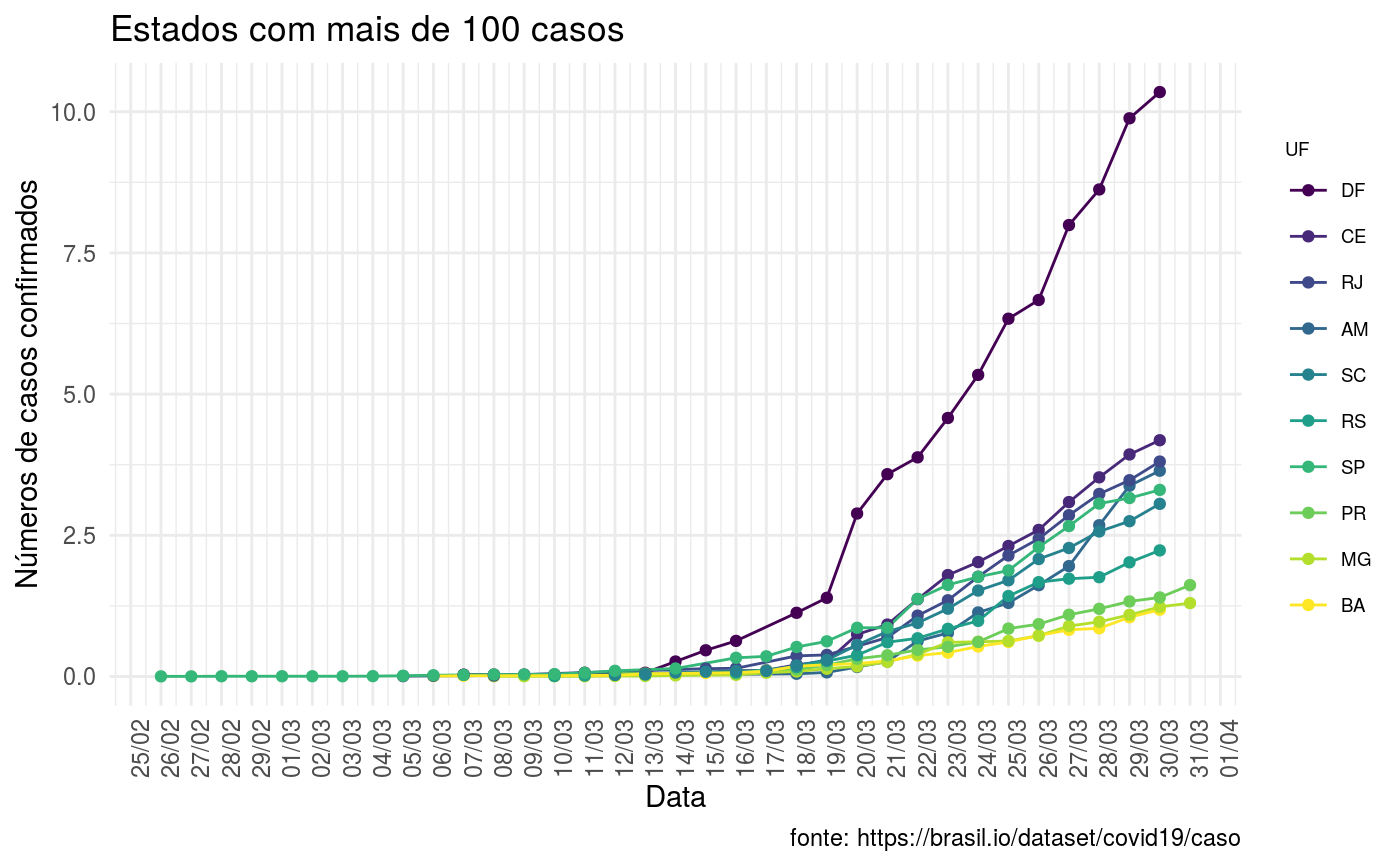 Estados com mais de 100 casos
Números de casos confirmados
10.0
7.5
5.0
2.5
0.0
25/02
26/02
27/02
28/02
29/02
01/03
02/03
03/03
04/03
05/03
06/03
07/03
08/03
09/03
10/03
11/03
12/03
13/03
14/03
15/03
16/03
17/03
18/03
19/03
20/03
21/03
22/03
23/03
24/03
25/03
26/03
27/03
28/03
29/03
30/03
31/03
01/04
Data
UF
DF
CE
RJ
AM
SC
RS
SP
PR
MG
BA
fonte: https://brasil.io/dataset/covid19/caso